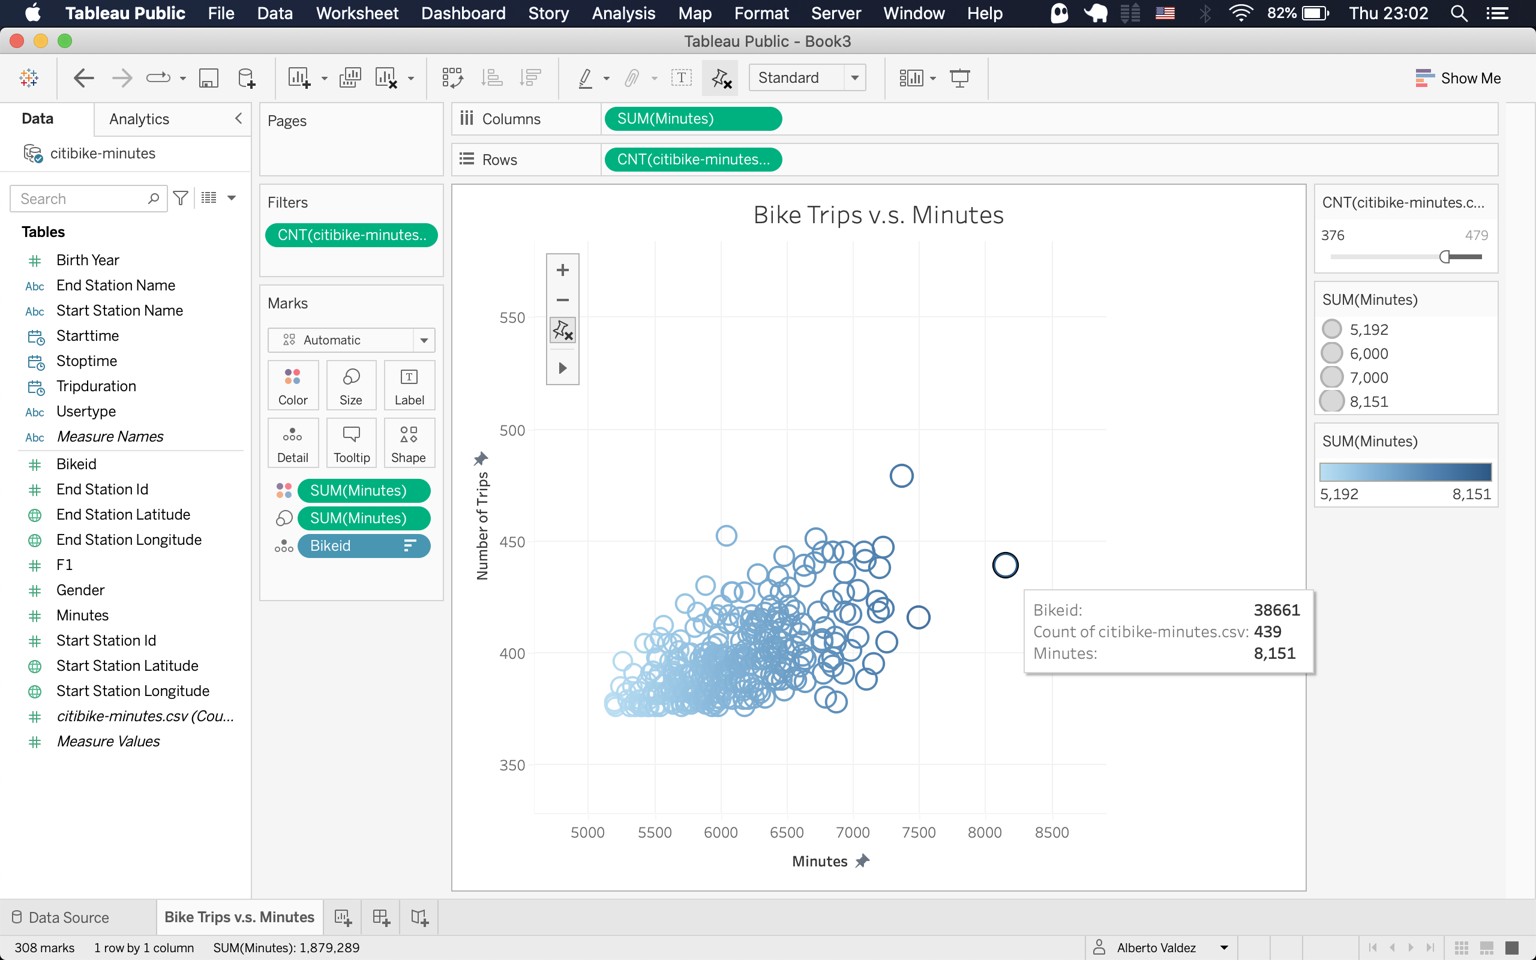 Tableau Public File Data Worksheet Dashboard Story Analysis Map Format Server Window Help 82% Thu 23:02
Tableau Public - Book3
Standard
Show Me
Data Analytics
citibike-minutes
Search
Tables
Birth Year
Abc End Station Name
Abc Start Station Name
Starttime
Stoptime
Tripduration
Abc Usertype
Abc Measure Names
Bikeid
End Station Id
End Station Latitude
End Station Longitude
F1
Gender
Minutes
Start Station Id
Start Station Latitude
Start Station Longitude
citibike-minutes.csv (Cou...
Measure Values
Pages
Filters
CNT(citibike-minutes..
Marks
Automatic
Color Size Label
Detail Tooltip Shape
SUM(Minutes)
SUM(Minutes)
Bikeid
Columns SUM(Minutes)
Rows CNT(citibike-minutes...
Bike Trips v.s. Minutes
Number of Trips
550
500
450
400
350
5000 5500 6000 6500 7000 7500 8000 8500
Minutes
Bikeid: 38661
Count of citibike-minutes.csv: 439
Minutes: 8,151
CNT(citibike-minutes.c...
376 479
SUM(Minutes)
5,192
6,000
7,000
8,151
SUM(Minutes)
5,192 8,151
Data Source Bike Trips v.s. Minutes
308 marks 1 row by 1 column SUM(Minutes): 1,879,289 Alberto Valdez